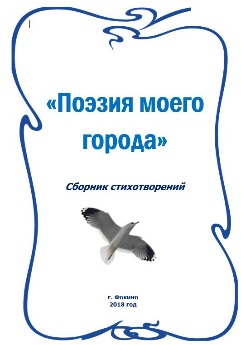 «Поэзия моего
города»
Сборник стихотворений
г. Фокино
2018 год